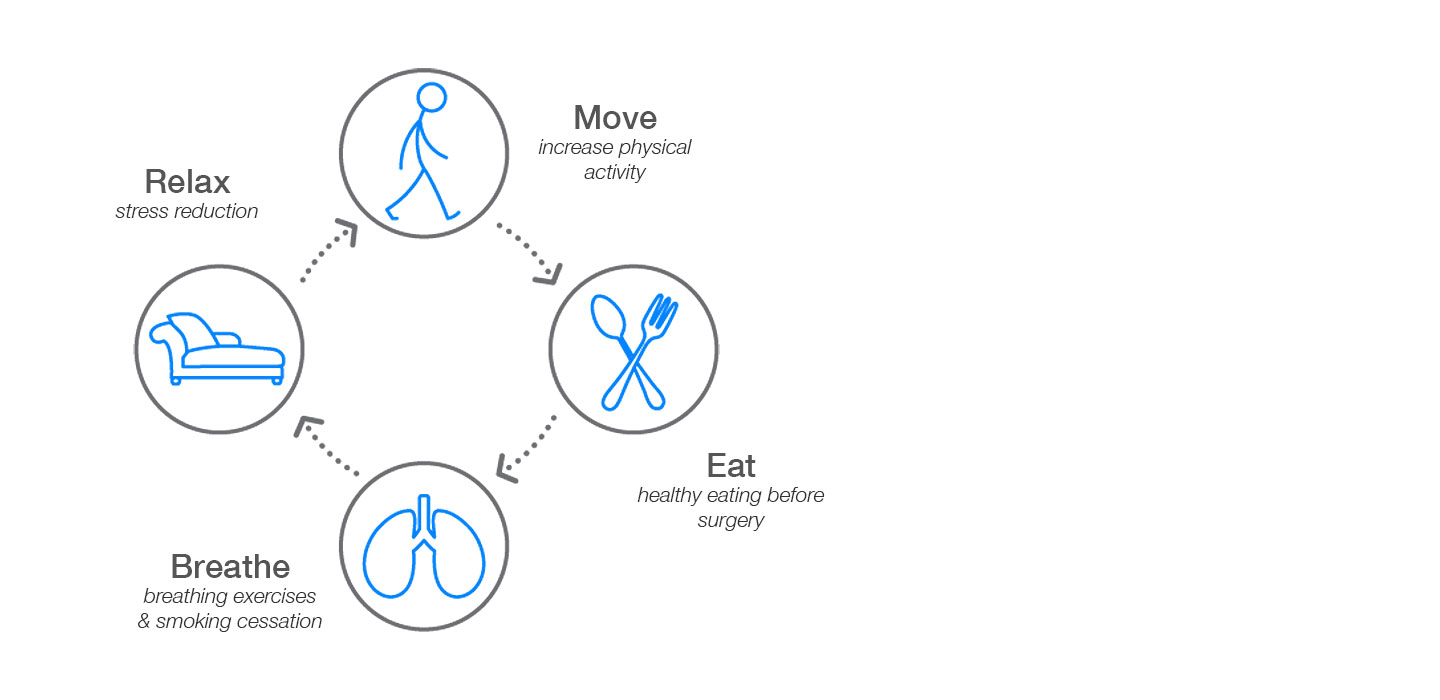 Move
increase physical
activity
Relax
stress reduction
Eat
healthy eating before
surgery
Breathe
breathing exercises
& smoking cessation